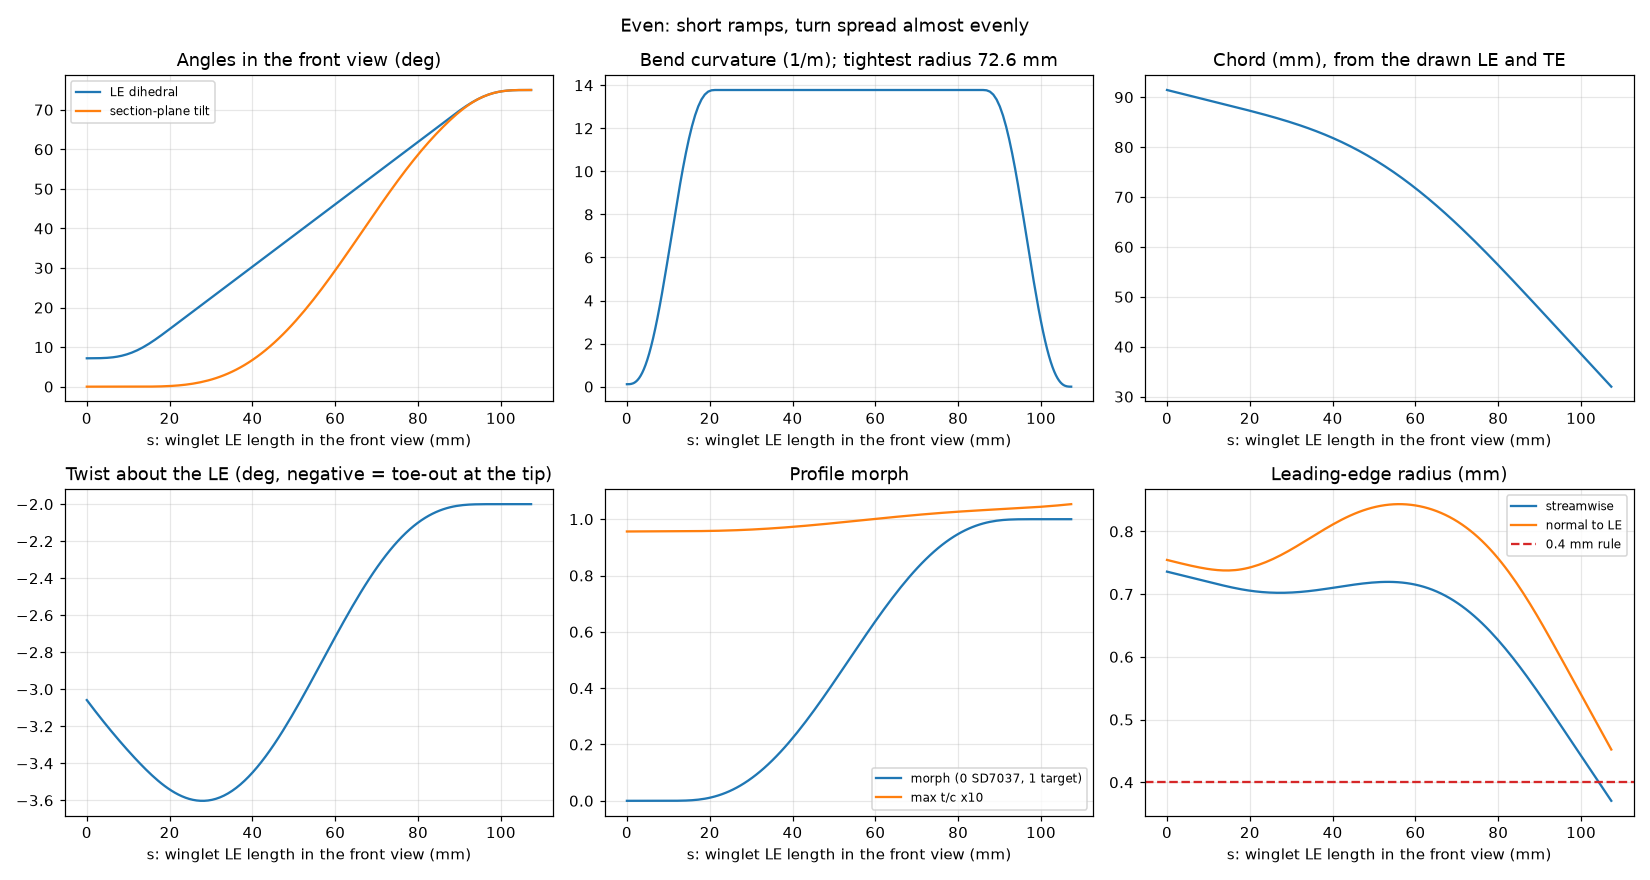 Even: short ramps, turn spread almost evenly
Angles in the front view (deg)
LE dihedral
section-plane tilt
70
60
50
40
30
20
10
0
0 20 40 60 80 100
s: winglet LE length in the front view (mm)
Bend curvature (1/m); tightest radius 72.6 mm
14
12
10
8
6
4
2
0
0 20 40 60 80 100
s: winglet LE length in the front view (mm)
Chord (mm), from the drawn LE and TE
90
80
70
60
50
40
30
0 20 40 60 80 100
s: winglet LE length in the front view (mm)
Twist about the LE (deg, negative = toe-out at the tip)
−2.0
−2.2
−2.4
−2.6
−2.8
−3.0
−3.2
−3.4
−3.6
0 20 40 60 80 100
s: winglet LE length in the front view (mm)
Profile morph
1.0
0.8
0.6
0.4
0.2
0.0
morph (0 SD7037, 1 target)
max t/c x10
0 20 40 60 80 100
s: winglet LE length in the front view (mm)
Leading-edge radius (mm)
streamwise
normal to LE
0.4 mm rule
0.8
0.7
0.6
0.5
0.4
0 20 40 60 80 100
s: winglet LE length in the front view (mm)